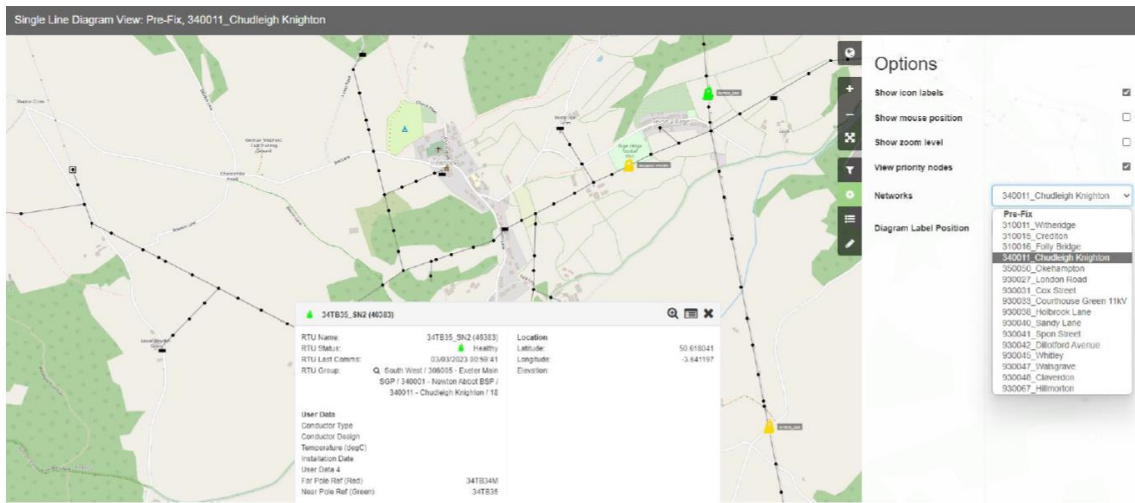 Single Line Diagram View: Pre-Fix, 340011_Chudleigh Knighton
Options
Show icon labels
Show mouse position
Show zoom level
View priority nodes
Networks
340011_Chudleigh Knighton
Diagram Label Position
Pre-Fix
310011_Witheridge
310015_Crediton
310016_Folly Bridge
340011_Chudleigh Knighton
350050_Okehampton
930027_London Road
930031_Cox Street
930033_Courthouse Green 11kV
930038_Holbrook Lane
930040_Sandy Lane
930041_Spon Street
930042_Dillotford Avenue
930045_Whitley
930047_Walsgrave
930048_Claverdon
930067_Hillmorton
34TB35_SN2 (40383)
RTU Name: 34TB35_SN2 (40383)
RTU Status: Healthy
RTU Last Comms: 03/03/2023 00:59:41
RTU Group: South West / 306005 - Exeter Main
SGP / 340001 - Newton Abbot BSP /
340011 - Chudleigh Knighton / 18
User Data
Conductor Type
Conductor Design
Temperature (degC)
Installation Date
User Data 4
Far Pole Ref (Red) 34TB34M
Near Pole Ref (Green) 34TB35
Location
Latitude: 50.618041
Longitude: -3.641197
Elevation: